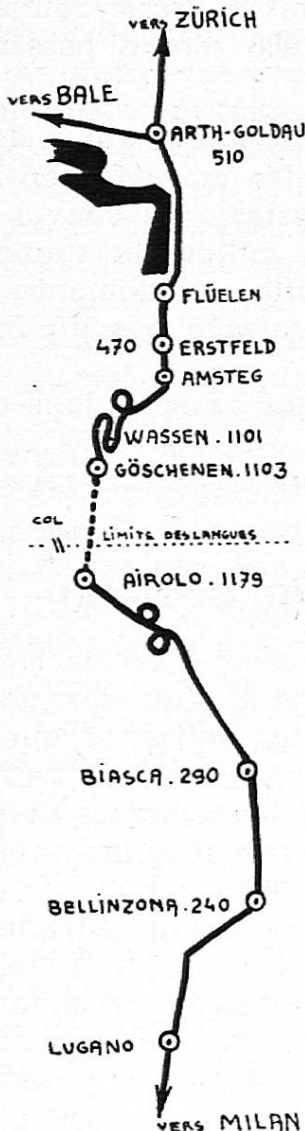 VERS ZÜRICH
VERS BALE
ARTH-GOLDAU
510
FLÜELEN
470 ERSTFELD
AMSTEG
WASSEN. 1101
GÖSCHENEN. 1103
COL
LIMITE DES LANGUES
AIROLO. 1179
BIASCA. 290
BELLINZONA. 240
LUGANO
VERS MILAN